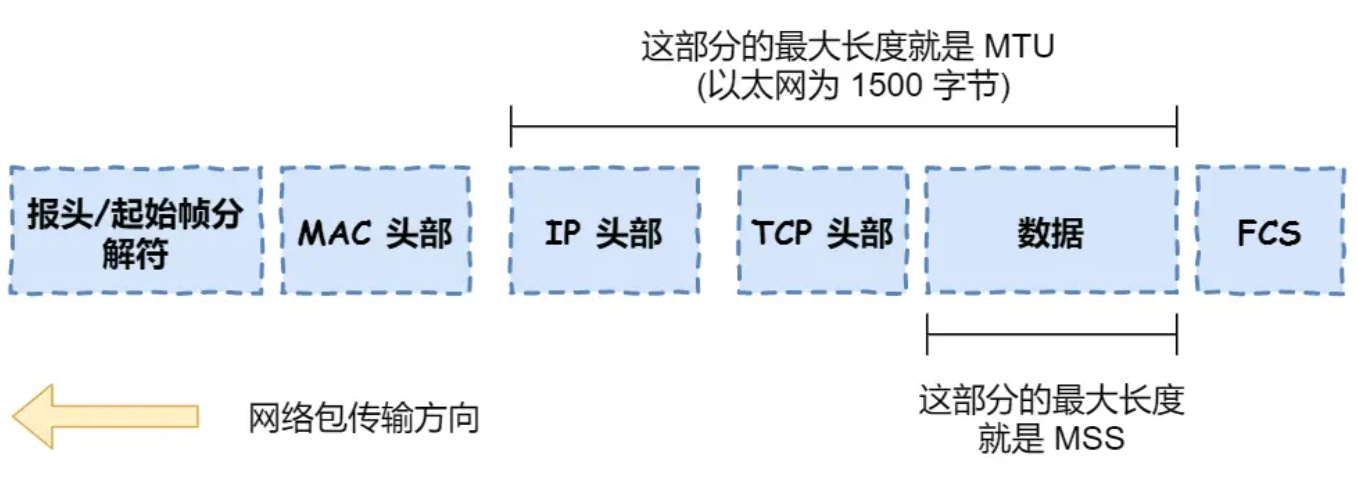 这部分的最大长度就是 MTU
(以太网为 1500 字节)
报头/起始帧分
解符
MAC 头部
IP 头部
TCP 头部
数据
FCS
网络包传输方向
这部分的最大长度
就是 MSS